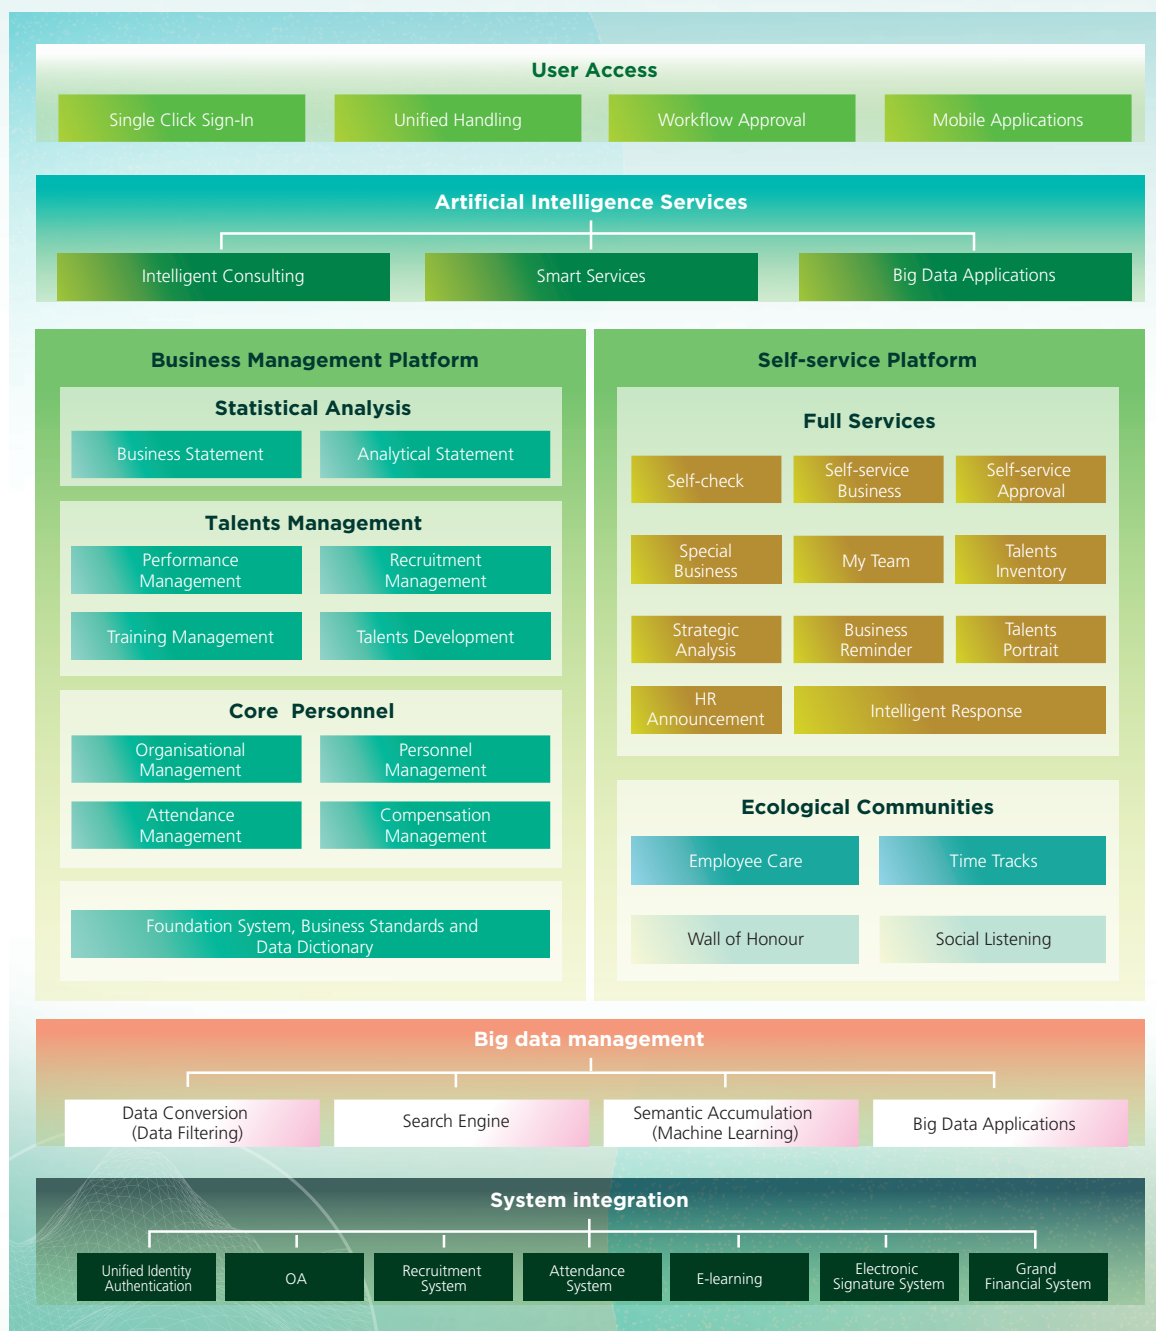 User Access
Single Click Sign-In
Unified Handling
Workflow Approval
Mobile Applications
Artificial Intelligence Services
Intelligent Consulting
Smart Services
Big Data Applications
Business Management Platform
Statistical Analysis
Business Statement
Analytical Statement
Talents Management
Performance
Management
Recruitment
Management
Training Management
Talents Development
Core Personnel
Organisational
Management
Personnel
Management
Attendance
Management
Compensation
Management
Foundation System, Business Standards and
Data Dictionary
Self-service Platform
Full Services
Self-check
Self-service
Business
Self-service
Approval
Special
Business
My Team
Talents
Inventory
Strategic
Analysis
Business
Reminder
Talents
Portrait
HR
Announcement
Intelligent Response
Ecological Communities
Employee Care
Time Tracks
Wall of Honour
Social Listening
Big data management
Data Conversion
(Data Filtering)
Search Engine
Semantic Accumulation
(Machine Learning)
Big Data Applications
System integration
Unified Identity
Authentication
OA
Recruitment
System
Attendance
System
E-learning
Electronic
Signature System
Grand
Financial System